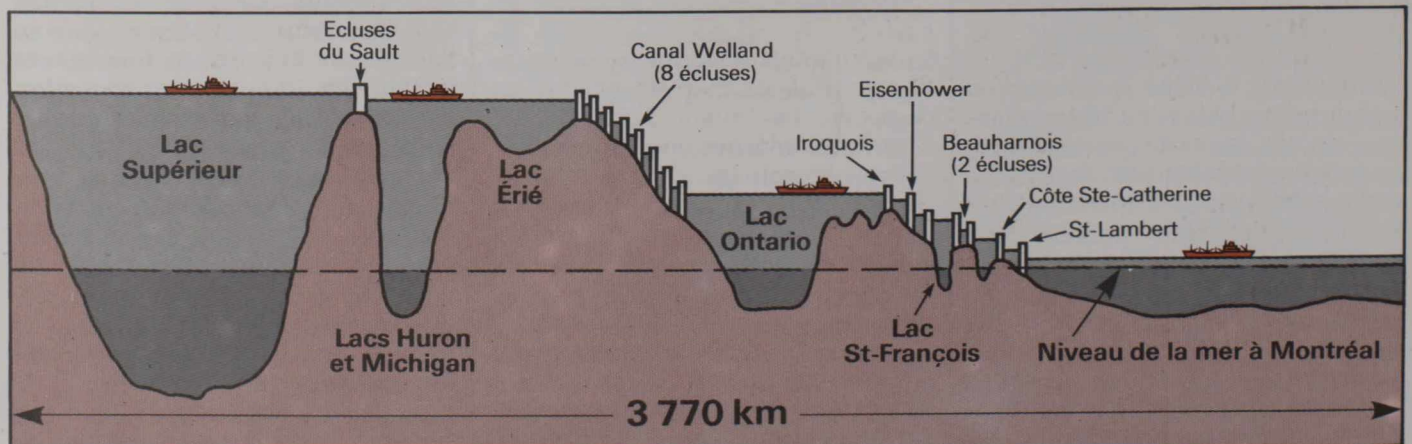 Ecluses
du Sault
Canal Welland
(8 écluses)
Eisenhower
Iroquois
Beauharnois
(2 écluses)
Côte Ste-Catherine
St-Lambert
Lac
Supérieur
Lac
Érié
Lac
Ontario
Lacs Huron
et Michigan
Lac
St-François
Niveau de la mer à Montréal
3 770 km